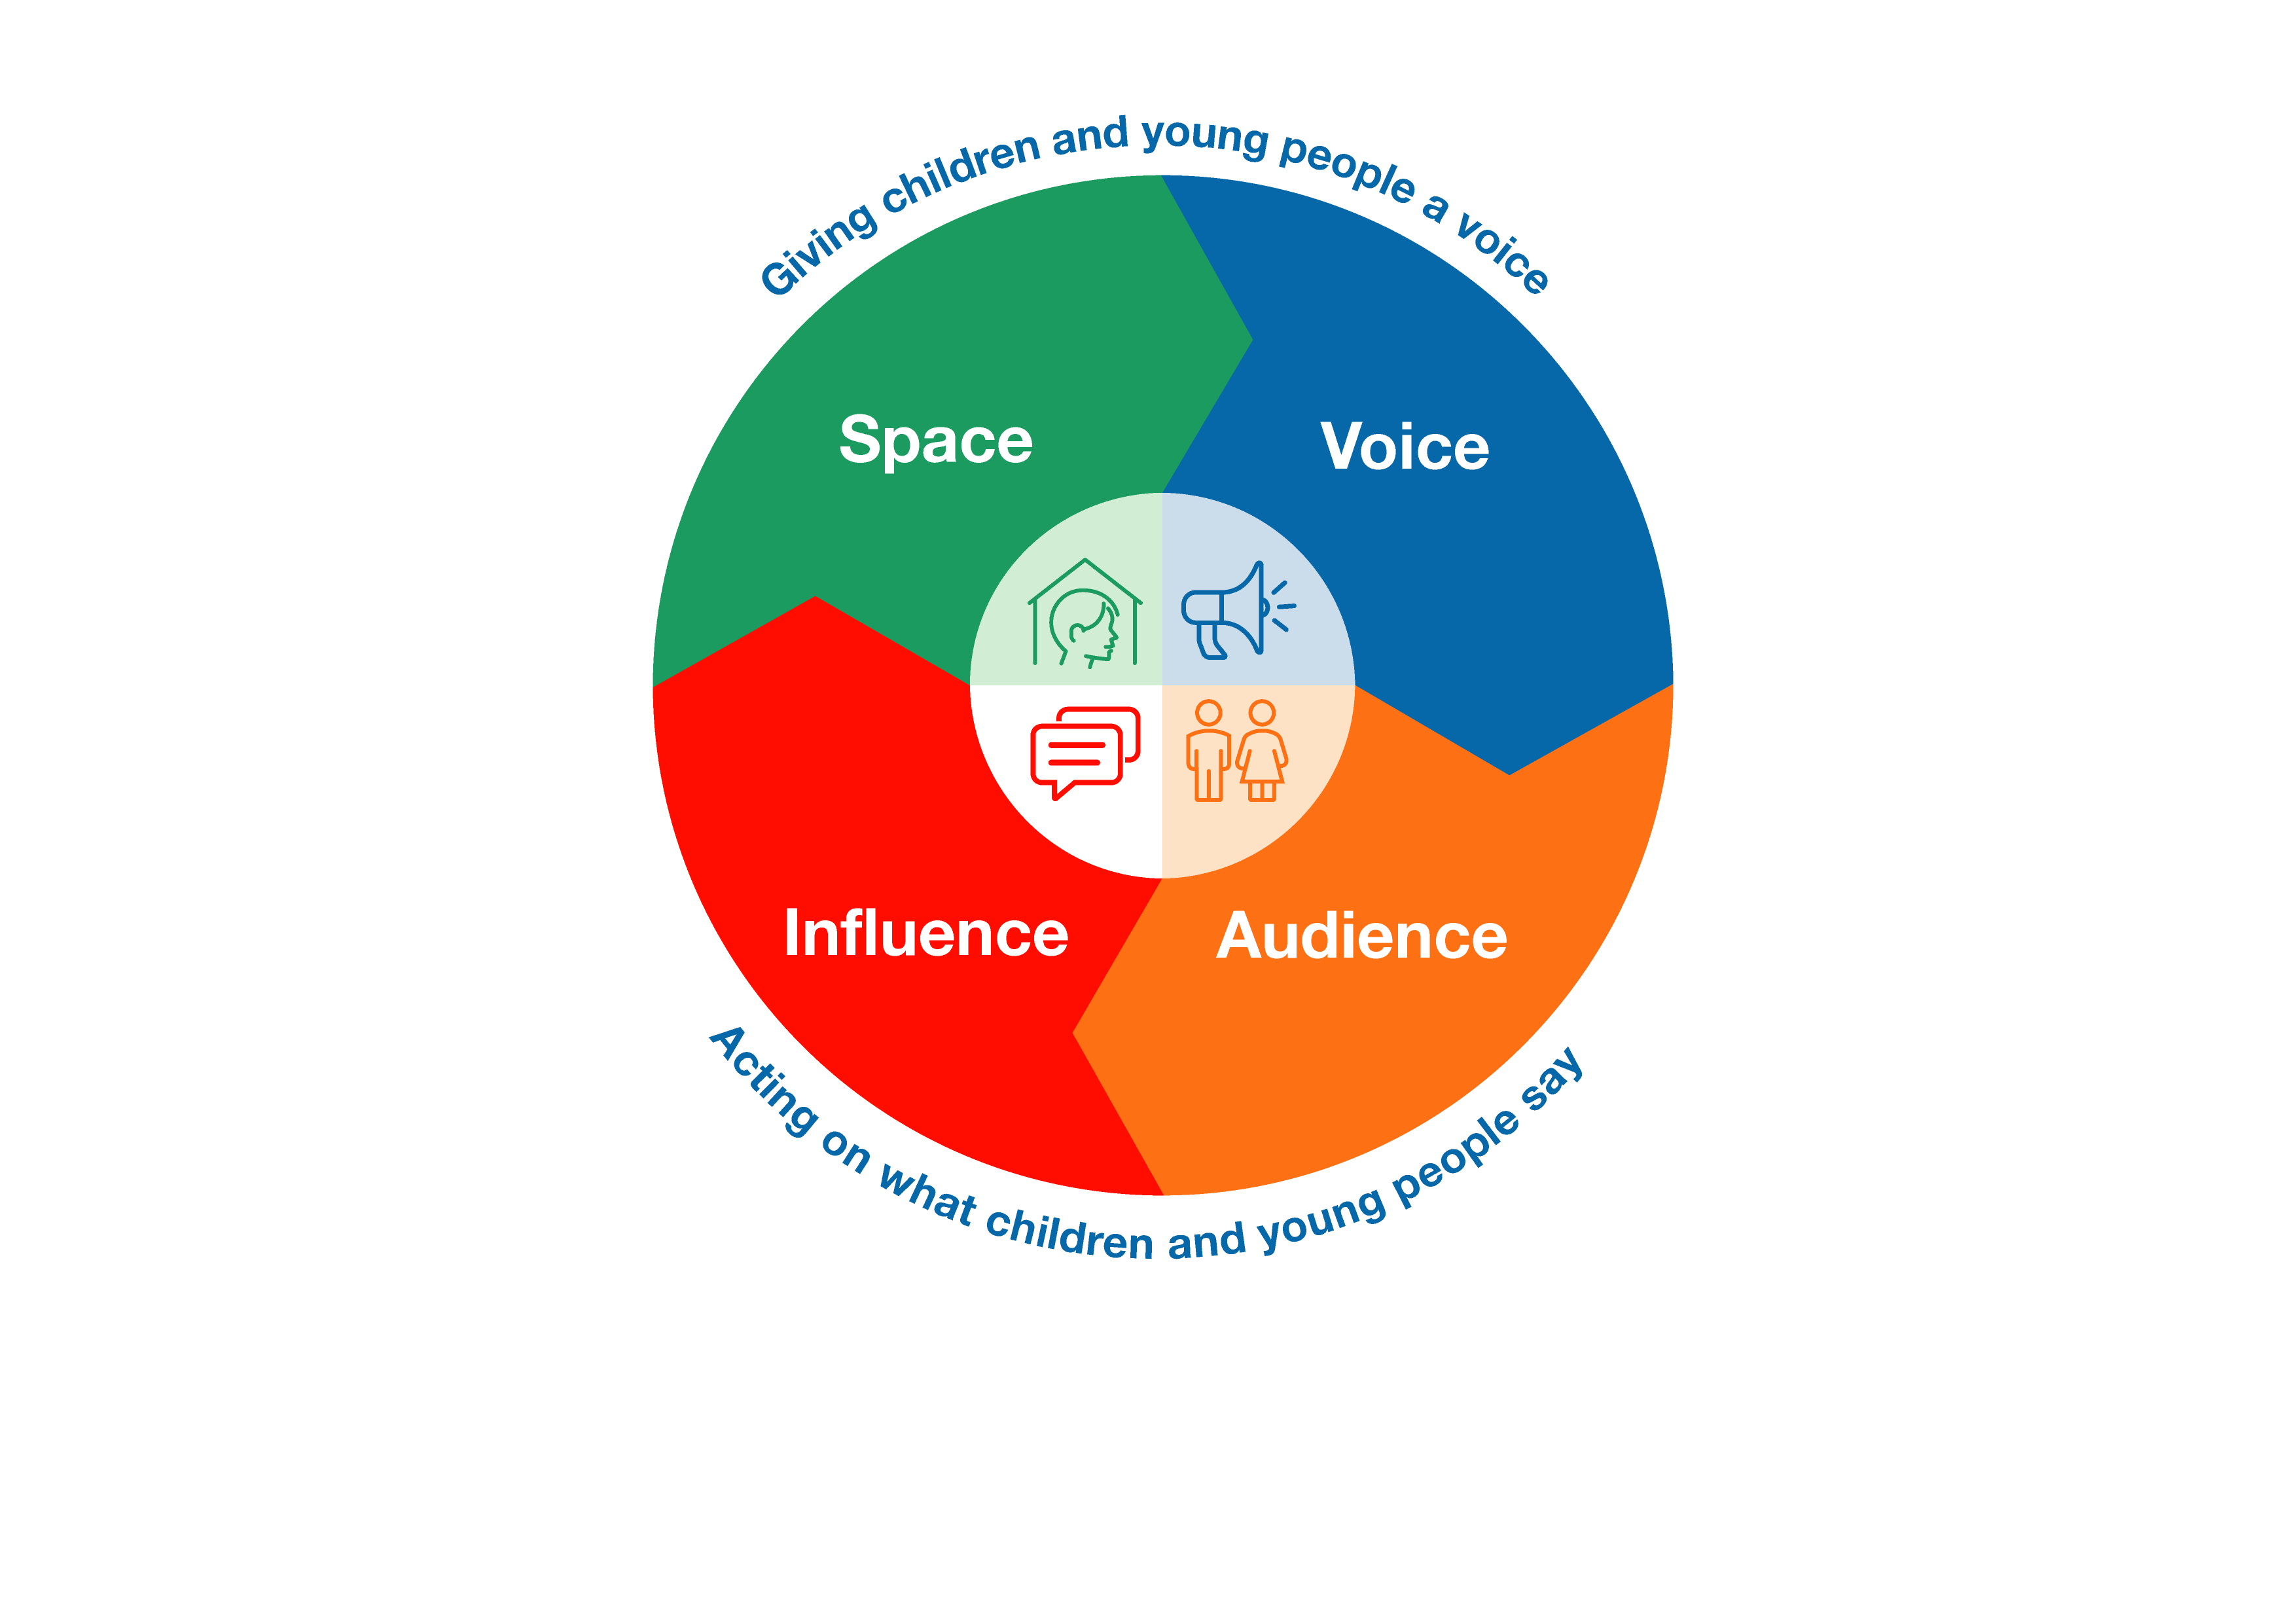 Giving children and young people a voice
Space
Voice
Influence
Audience
Acting on what children and young people say